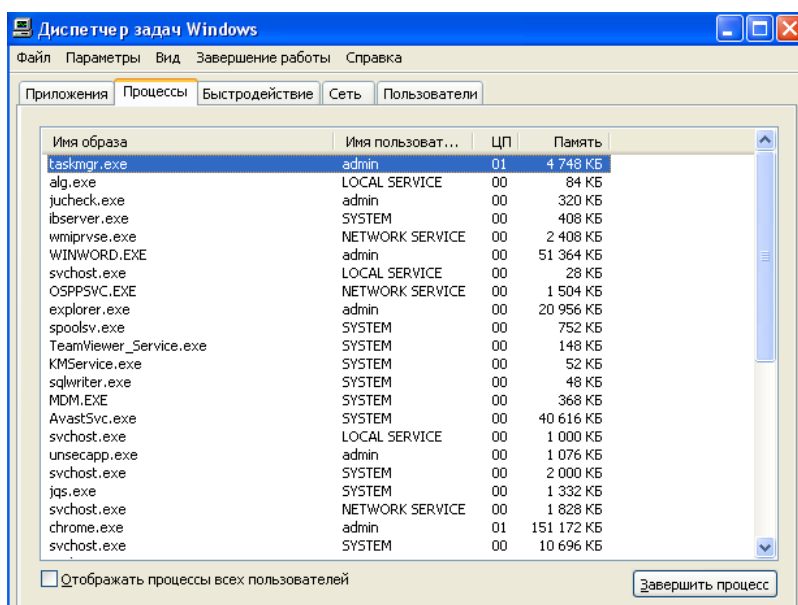 Диспетчер задач Windows
Файл Параметры Вид Завершение работы Справка
Приложения Процессы Быстродействие Сеть Пользователи
Имя образа Имя пользоват... ЦП Память
taskmgr.exe admin 01 4 748 КБ
alg.exe LOCAL SERVICE 00 84 КБ
jucheck.exe admin 00 320 КБ
ibserver.exe SYSTEM 00 408 КБ
wmiprvse.exe NETWORK SERVICE 00 2 408 КБ
WINWORD.EXE admin 00 51 364 КБ
svchost.exe LOCAL SERVICE 00 28 КБ
OSPPSVC.EXE NETWORK SERVICE 00 1 504 КБ
explorer.exe admin 00 20 956 КБ
spoolsv.exe SYSTEM 00 752 КБ
TeamViewer_Service.exe SYSTEM 00 148 КБ
KMService.exe SYSTEM 00 52 КБ
sqlwriter.exe SYSTEM 00 48 КБ
MDM.EXE SYSTEM 00 368 КБ
AvastSvc.exe SYSTEM 00 40 616 КБ
svchost.exe LOCAL SERVICE 00 1 000 КБ
unsecapp.exe admin 00 1 076 КБ
svchost.exe SYSTEM 00 2 000 КБ
jqs.exe SYSTEM 00 1 332 КБ
svchost.exe NETWORK SERVICE 00 1 828 КБ
chrome.exe admin 01 151 172 КБ
svchost.exe SYSTEM 00 10 696 КБ
Отображать процессы всех пользователей
Завершить процесс